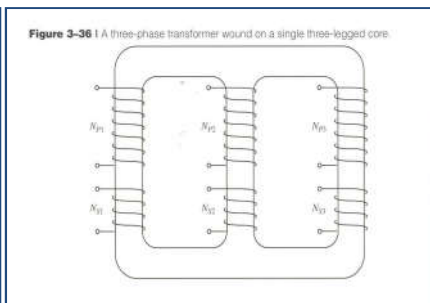 Figure 3–36 | A three-phase transformer wound on a single three-legged core.
N_P1 N_P2 N_P3
N_S1 N_S2 N_S3